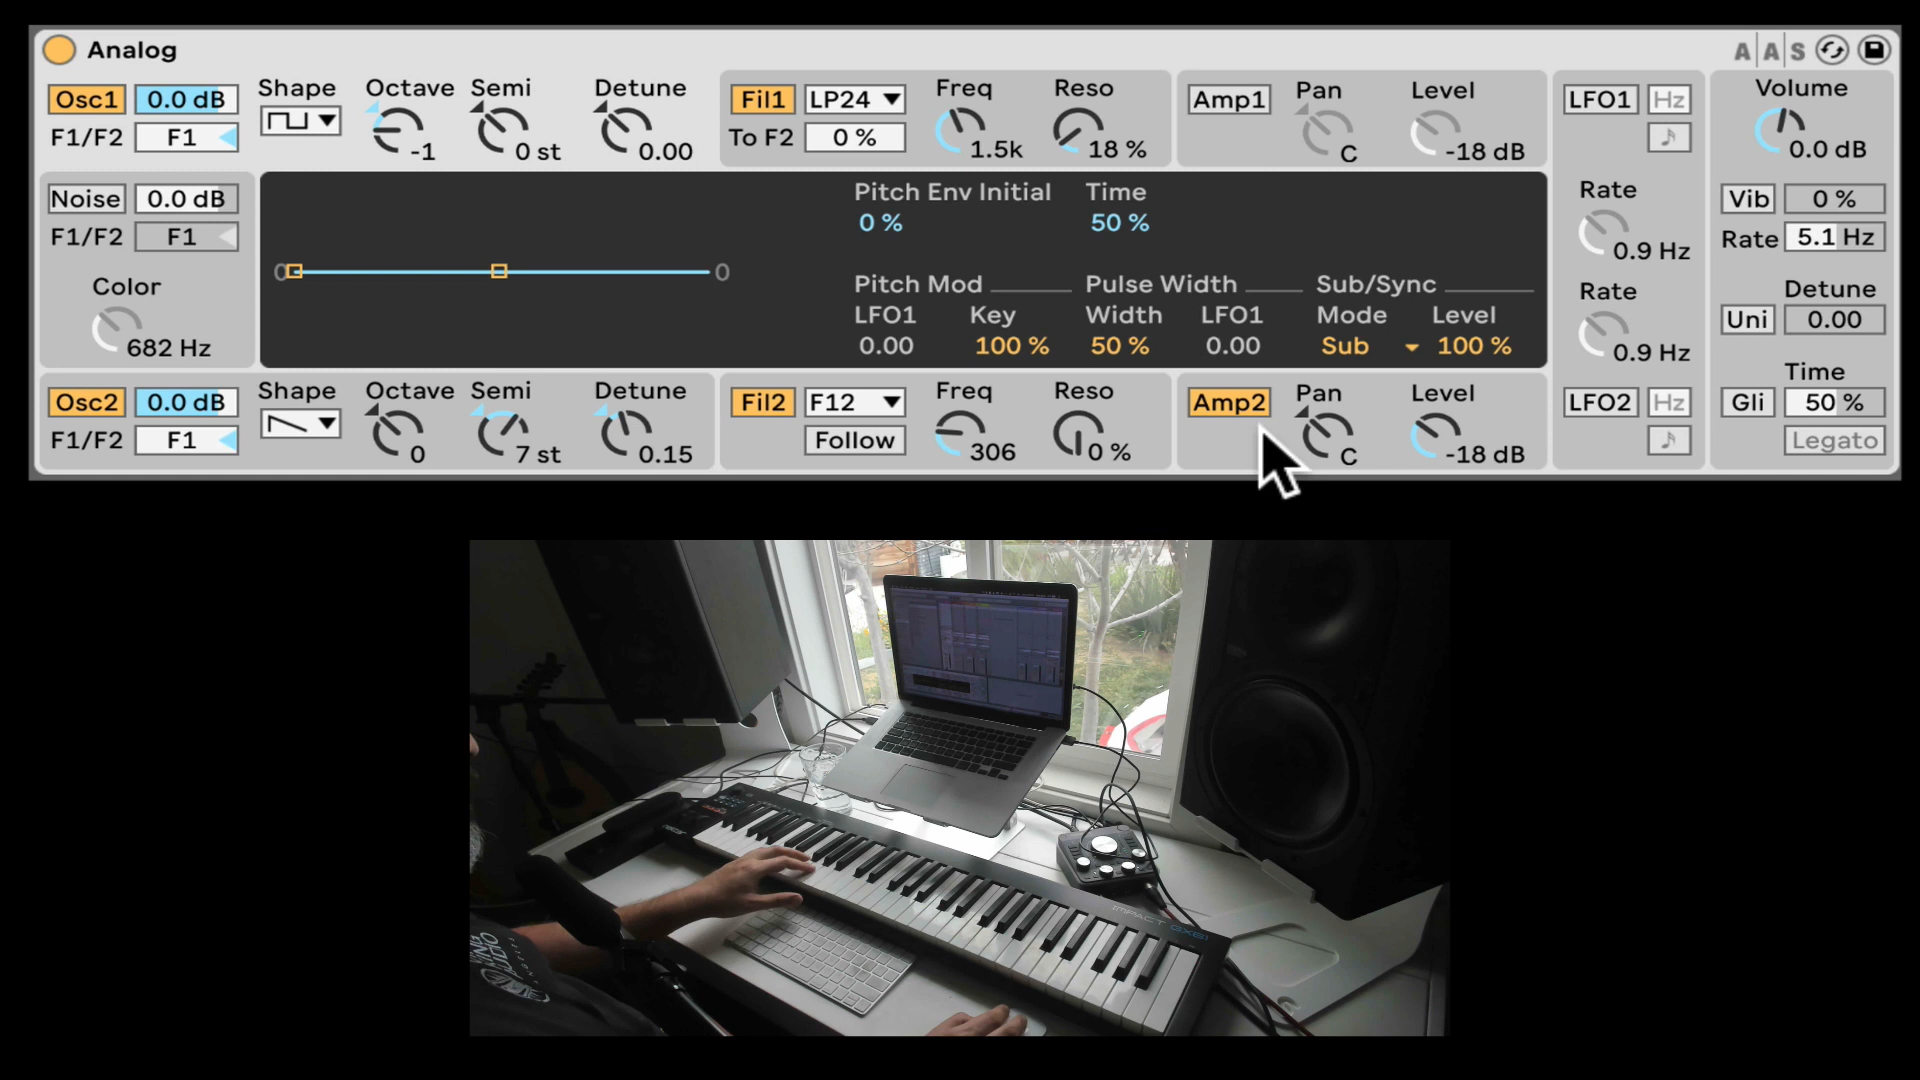 Analog
A|A|S
Osc1 0.0 dB Shape Octave Semi Detune
F1/F2 F1 -1 0 st 0.00
Fil1 LP24 Freq Reso
To F2 0 % 1.5k 18 %
Amp1 Pan Level
C -18 dB
LFO1 Hz
Volume
0.0 dB
Noise 0.0 dB
F1/F2 F1
Color
682 Hz
0 0
Pitch Env Initial Time
0 % 50 %
Pitch Mod Pulse Width Sub/Sync
LFO1 Key Width LFO1 Mode Level
0.00 100 % 50 % 0.00 Sub 100 %
Rate
0.9 Hz
Rate
0.9 Hz
Vib 0 %
Rate 5.1 Hz
Detune
Uni 0.00
Time
Gli 50 %
Legato
Osc2 0.0 dB Shape Octave Semi Detune
F1/F2 F1 0 7 st 0.15
Fil2 F12 Freq Reso
Follow 306 0 %
Amp2 Pan Level
C -18 dB
LFO2 Hz
IMPACT GX61